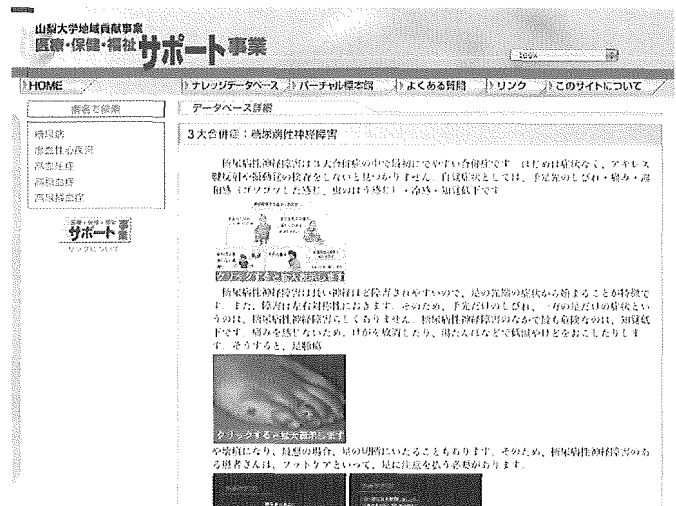 山梨大学地域貢献事業
医療・保健・福祉 サポート事業
100%
HOME
ナレッジデータベース
バーチャル標本館
よくある質問
リンク
このサイトについて
病名で検索
データベース詳細
糖尿病
虚血性心疾患
高血圧症
高脂血症
高尿酸血症
医療・保健・福祉
サポート事業
リンクについて
3大合併症:糖尿病性神経障害
糖尿病性神経障害は3大合併症の中で最初にでやすい合併症です。はじめは症状なく、アキレス
腱反射や振動覚の検査をしないと見つかりません。自覚症状としては、手足先のしびれ・痛み・違
和感(ゴソゴソした感じ、虫のはう感じ)・冷感・知覚低下です
クリックすると拡大表示します
糖尿病性神経障害は長い神経ほど障害されやすいので、足の先端の症状から始まることが特徴で
す。また、障害は左右対称性におきます。そのため、手先だけのしびれ、一方の足だけの症状とい
うのは、糖尿病性神経障害らしくありません。糖尿病性神経障害のなかで最も危険なのは、知覚低
下です。痛みを感じないため、けがを放置したり、湯たんぽなどで低温やけどをおこしたりしま
す。そうすると、足潰瘍
クリックすると拡大表示します
や壊疽になり、最悪の場合、足の切断にいたることもあります。そのため、糖尿病性神経障害のあ
る患者さんは、フットケアといって、足に注意を払う必要があります。